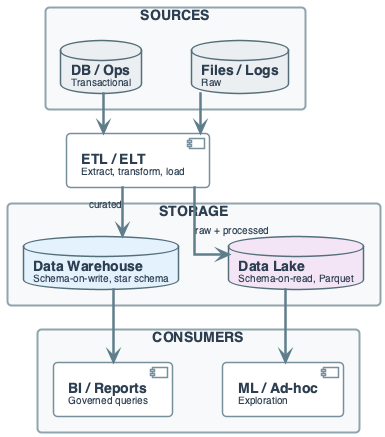 SOURCES
DB / Ops
Transactional
Files / Logs
Raw
ETL / ELT
Extract, transform, load
curated
STORAGE
raw + processed
Data Warehouse
Schema-on-write, star schema
Data Lake
Schema-on-read, Parquet
CONSUMERS
BI / Reports
Governed queries
ML / Ad-hoc
Exploration